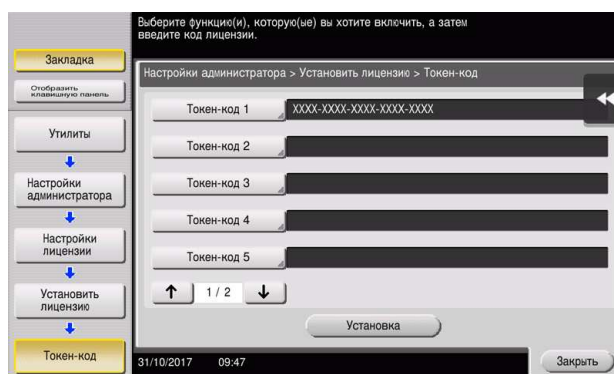 Выберите функцию(и), которую(ые) вы хотите включить, а затем
введите код лицензии.
Закладка
Отобразить
клавишную панель
Утилиты
Настройки
администратора
Настройки
лицензии
Установить
лицензию
Токен-код
Настройки администратора > Установить лицензию > Токен-код
Токен-код 1 XXXX-XXXX-XXXX-XXXX-XXXX
Токен-код 2
Токен-код 3
Токен-код 4
Токен-код 5
1 / 2
Установка
31/10/2017 09:47
Закрыть